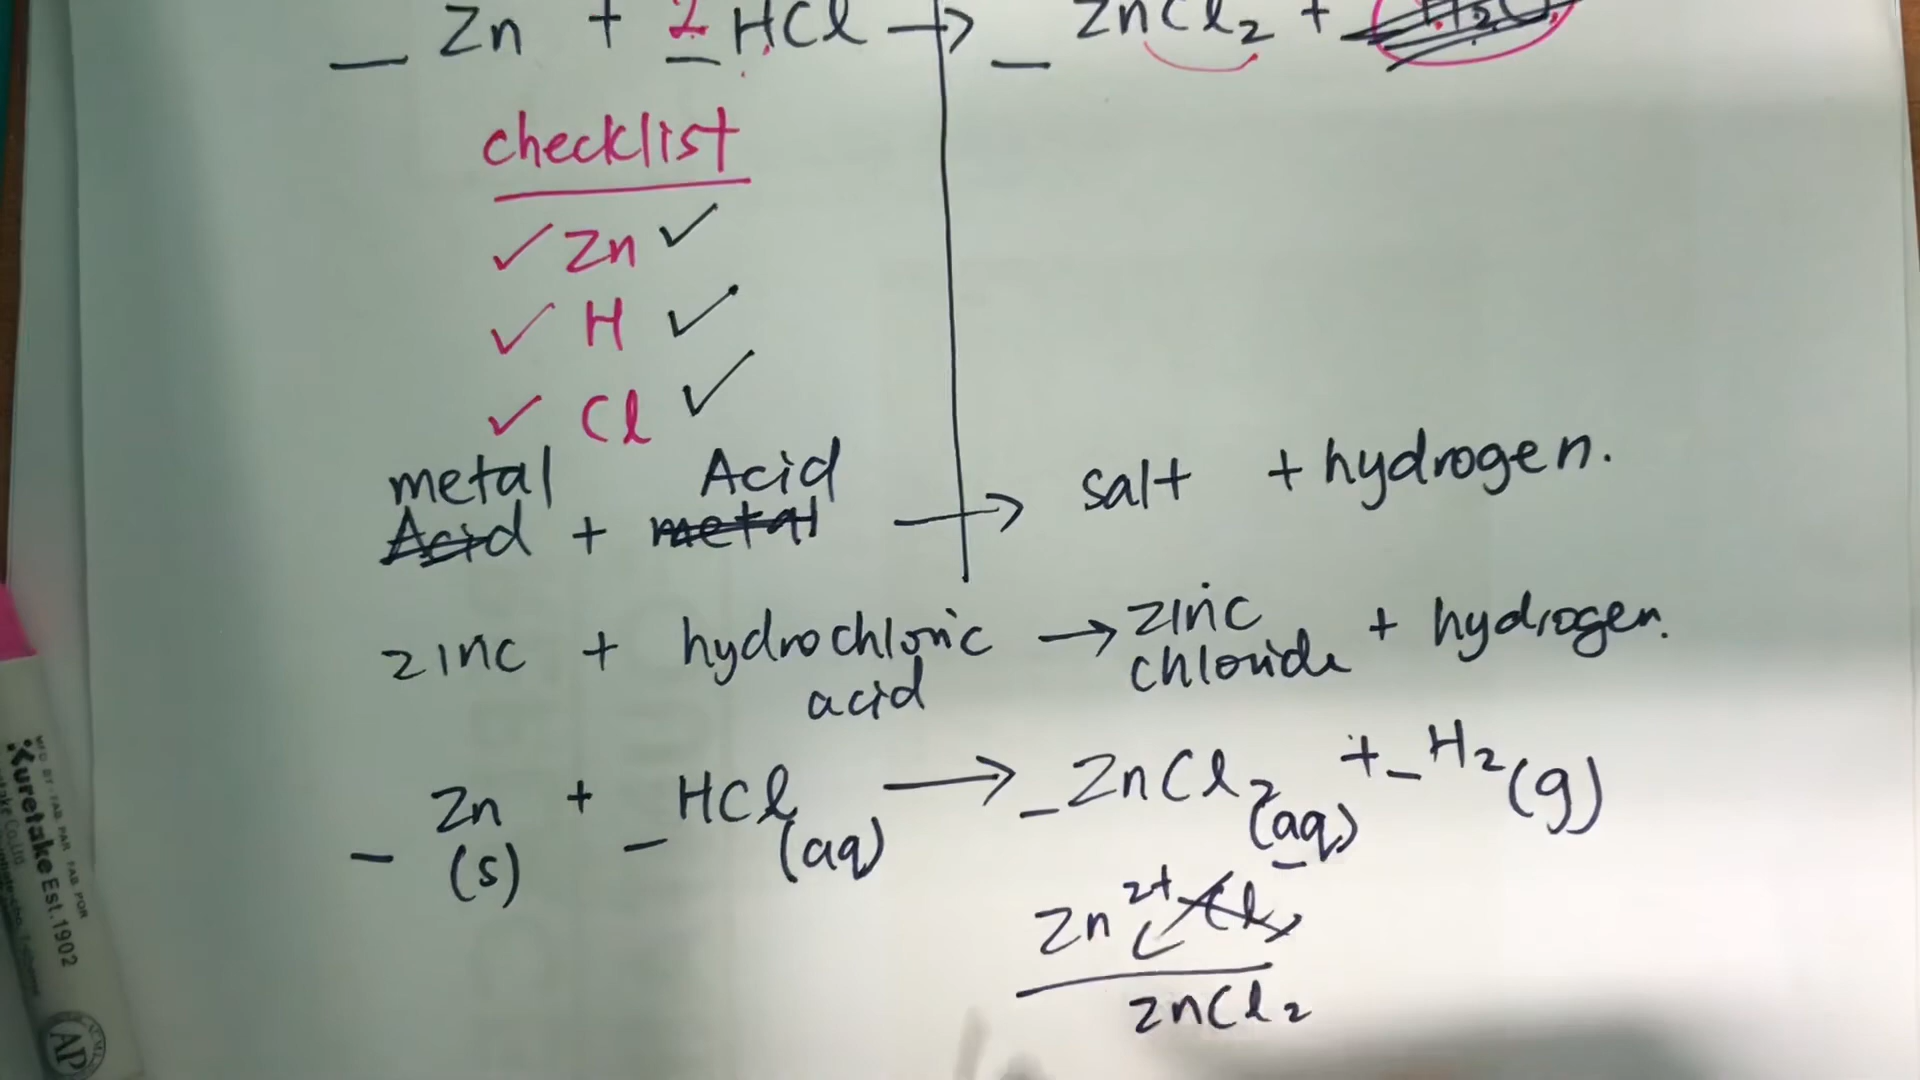 _ Zn + 2 HCl → _ ZnCl₂ +
checklist
✓ Zn ✓
✓ H ✓
✓ Cl ✓
metal Acid
Acid + metal → salt + hydrogen.
zinc + hydrochloric acid → zinc chloride + hydrogen.
_ Zn (s) + _ HCl (aq) → _ ZnCl₂ (aq) + _ H₂ (g)
Zn²⁺
ZnCl₂
Kuretake Est. 1902
AP